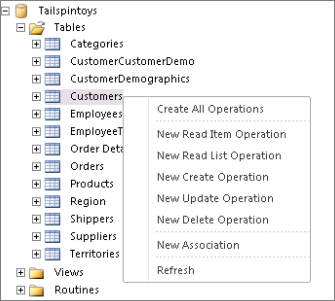 Tailspintoys
Tables
Categories
CustomerCustomerDemo
CustomerDemographics
Customers
Employees
EmployeeT
Order Deta
Orders
Products
Region
Shippers
Suppliers
Territories
Views
Routines
Create All Operations
New Read Item Operation
New Read List Operation
New Create Operation
New Update Operation
New Delete Operation
New Association
Refresh